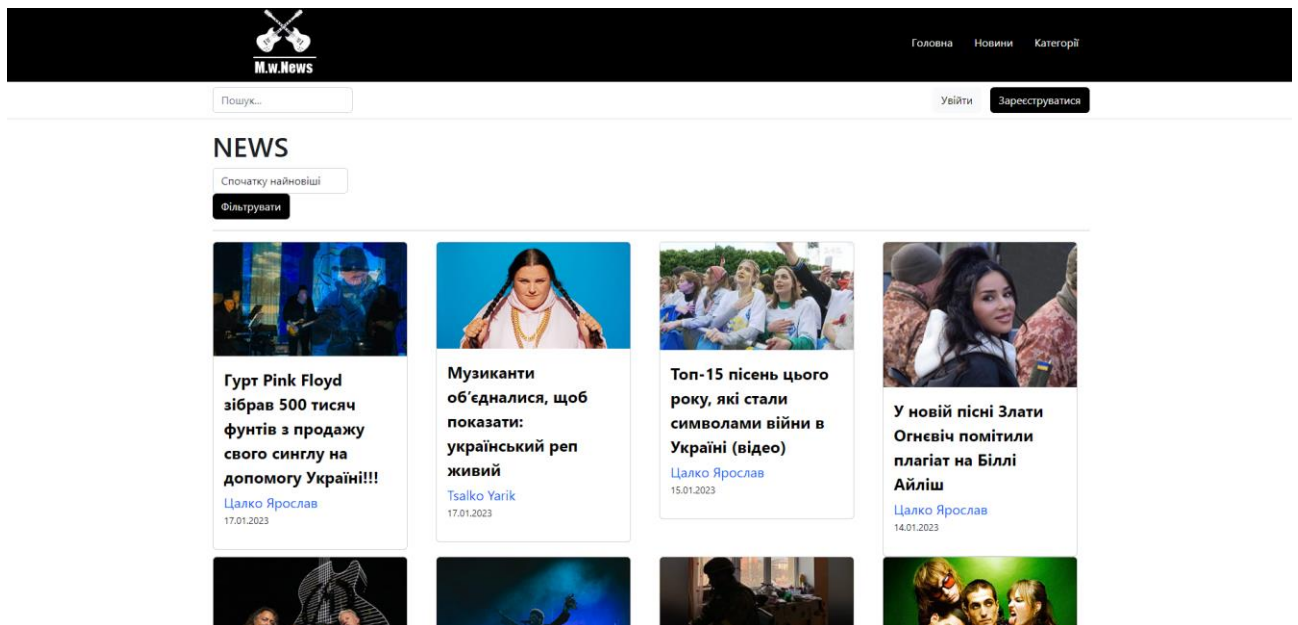 M.w.News
Головна Новини Категорії
Пошук...
Увійти Зареєструватися
NEWS
Спочатку найновіші
Фільтрувати
Гурт Pink Floyd
зібрав 500 тисяч
фунтів з продажу
свого синглу на
допомогу Україні!!!
Цалко Ярослав
17.01.2023
Музиканти
об’єдналися, щоб
показати:
український реп
живий
Tsalko Yarik
17.01.2023
Топ-15 пісень цього
року, які стали
символами війни в
Україні (відео)
Цалко Ярослав
15.01.2023
У новій пісні Злати
Огнєвіч помітили
плагіат на Біллі
Айліш
Цалко Ярослав
14.01.2023